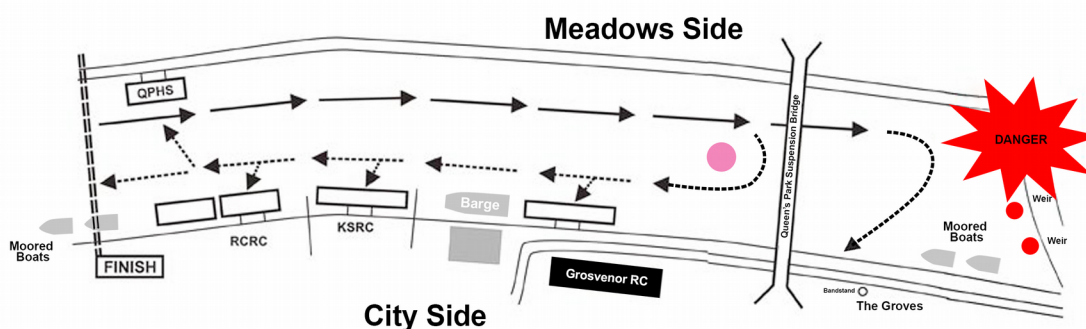 Meadows Side
QPHS
Queen's Park Suspension Bridge
DANGER
Weir
Weir
Barge
Moored
Boats
RCRC
KSRC
Moored
Boats
FINISH
Grosvenor RC
Bandstand
The Groves
City Side